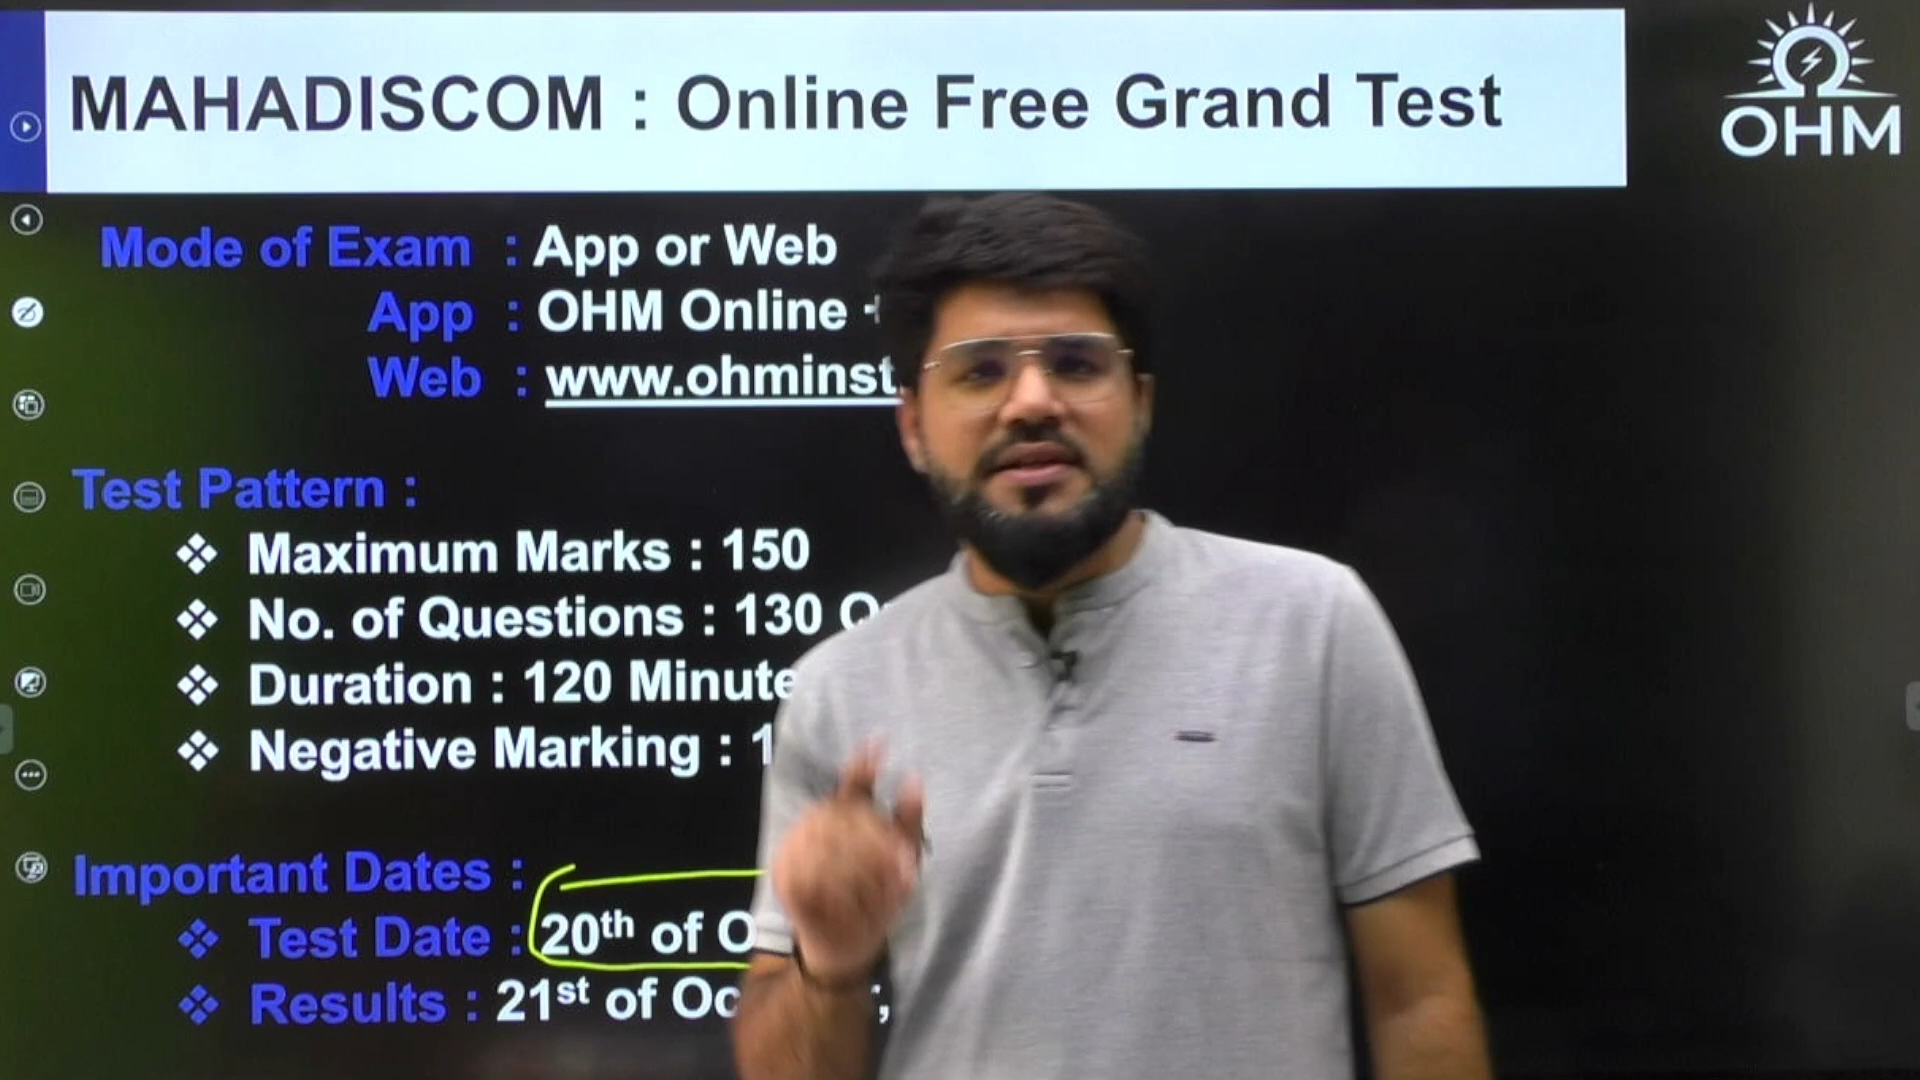 MAHADISCOM : Online Free Grand Test
OHM
Mode of Exam : App or Web
App : OHM Online
Web : www.ohminst
Test Pattern :
❖ Maximum Marks : 150
❖ No. of Questions : 130
❖ Duration : 120 Minute
❖ Negative Marking : 1
Important Dates :
❖ Test Date : 20th of O
❖ Results : 21st of Oc